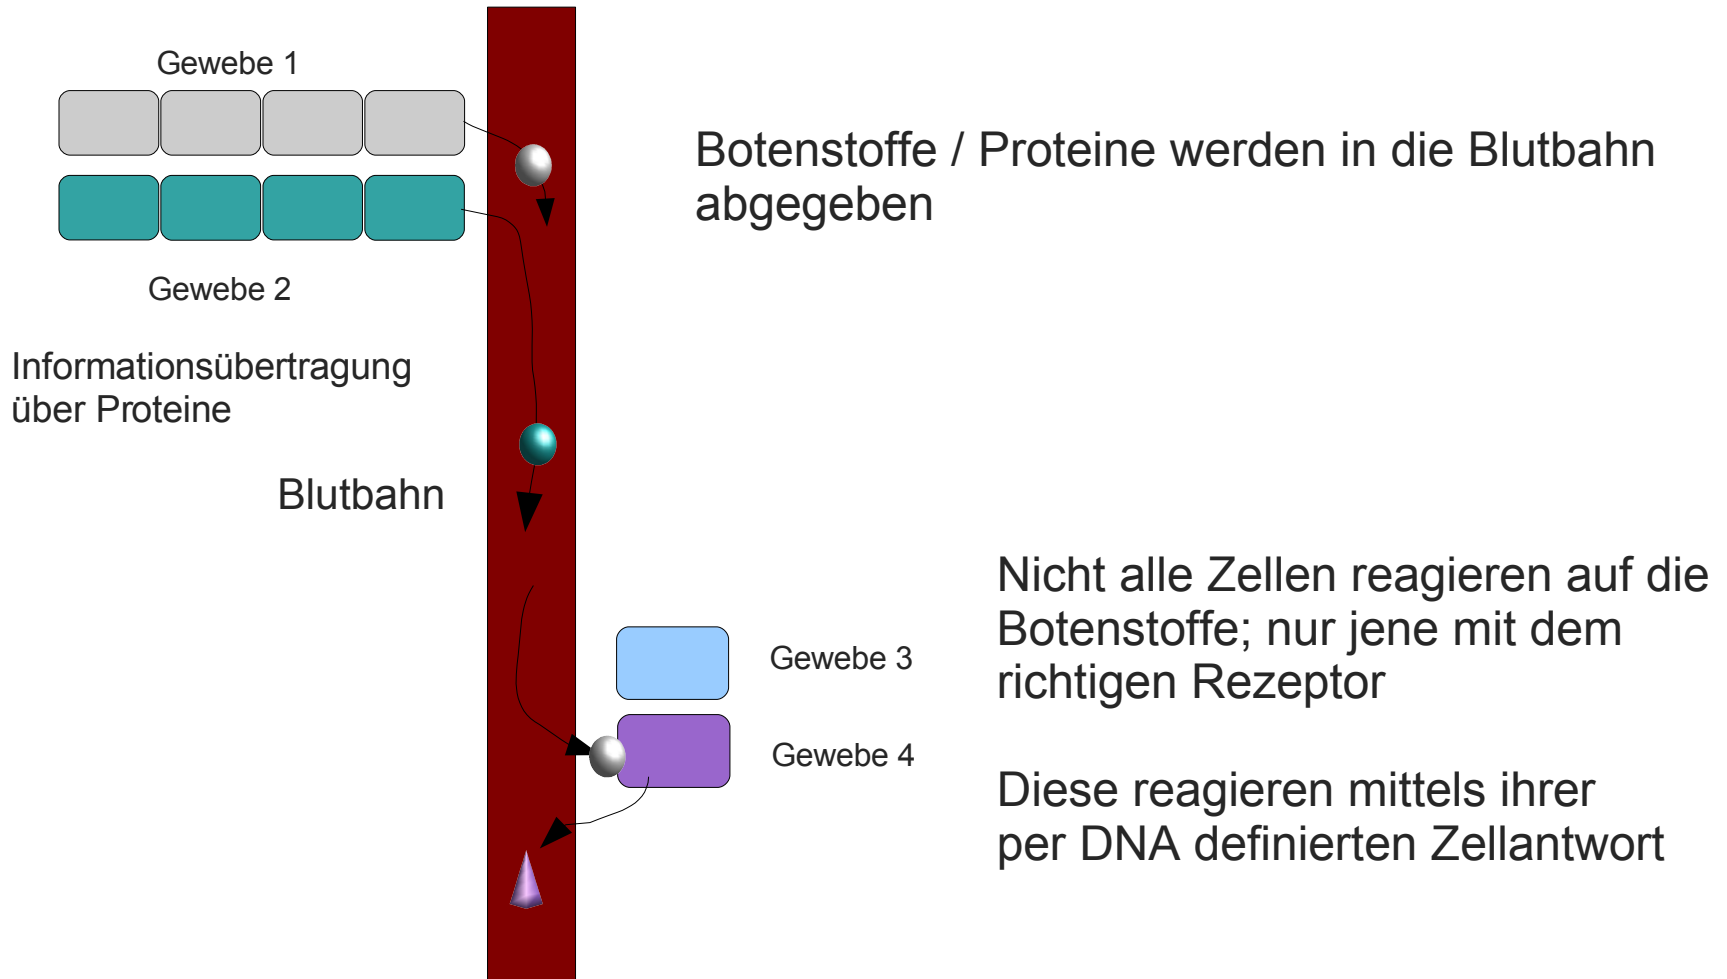 Gewebe 1
Botenstoffe / Proteine werden in die Blutbahn
abgegeben
Gewebe 2
Informationsübertragung
über Proteine
Blutbahn
Nicht alle Zellen reagieren auf die
Botenstoffe; nur jene mit dem
richtigen Rezeptor
Gewebe 3
Gewebe 4
Diese reagieren mittels ihrer
per DNA definierten Zellantwort